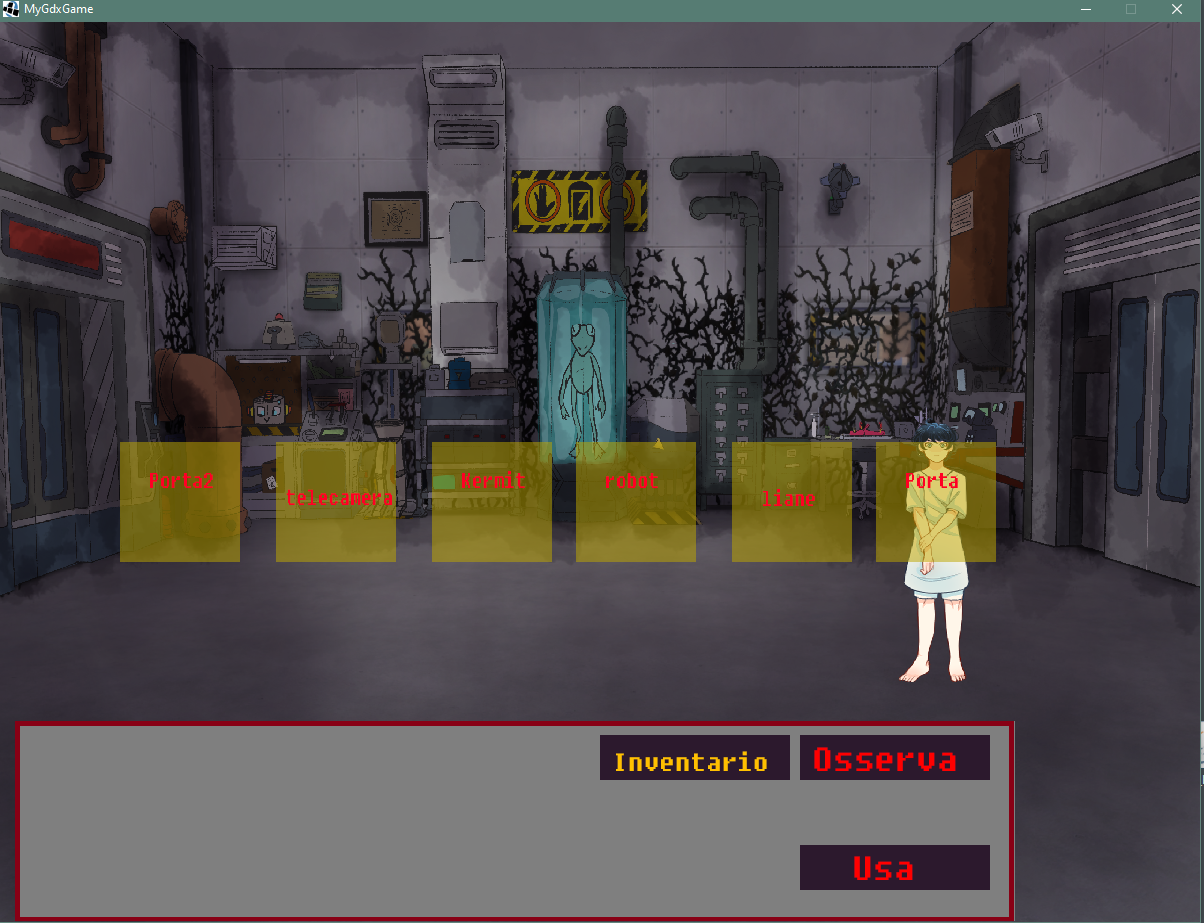 MyGdxGame
Porta2
telecamera
Kermit
robot
liane
Porta
Inventario
Osserva
Usa